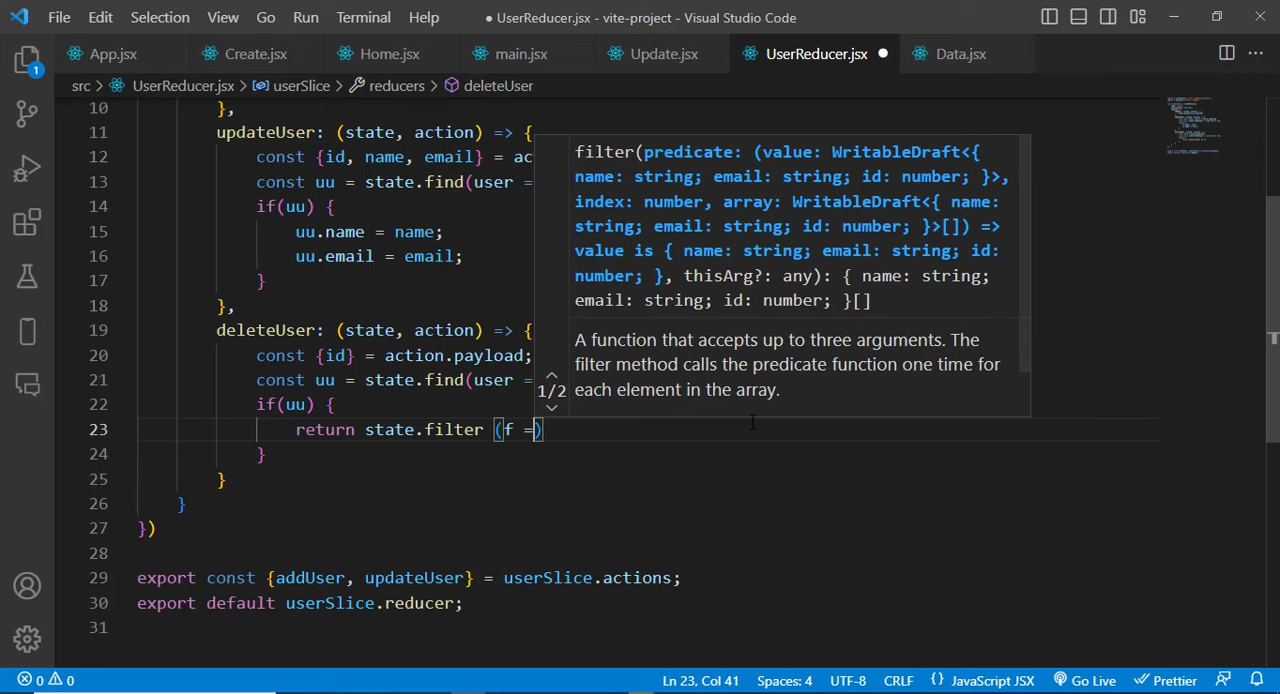 File Edit Selection View Go Run Terminal Help ● UserReducer.jsx - vite-project - Visual Studio Code
App.jsx Create.jsx Home.jsx main.jsx Update.jsx UserReducer.jsx Data.jsx ···
1
src > UserReducer.jsx > userSlice > reducers > deleteUser
10 },
11 updateUser: (state, action) => {
12 const {id, name, email} = ac
13 const uu = state.find(user =
14 if(uu) {
15 uu.name = name;
16 uu.email = email;
17 }
18 },
19 deleteUser: (state, action) => {
20 const {id} = action.payload;
21 const uu = state.find(user =
22 if(uu) {
23 return state.filter (f =)
24 }
25 }
26 }
27 })
28
29 export const {addUser, updateUser} = userSlice.actions;
30 export default userSlice.reducer;
31
filter(predicate: (value: WritableDraft<{
name: string; email: string; id: number; }>,
index: number, array: WritableDraft<{ name:
string; email: string; id: number; }>[]) =>
value is { name: string; email: string; id:
number; }, thisArg?: any): { name: string;
email: string; id: number; }[]
A function that accepts up to three arguments. The
filter method calls the predicate function one time for
each element in the array.
1/2
0 0 Ln 23, Col 41 Spaces: 4 UTF-8 CRLF {} JavaScript JSX Go Live Prettier